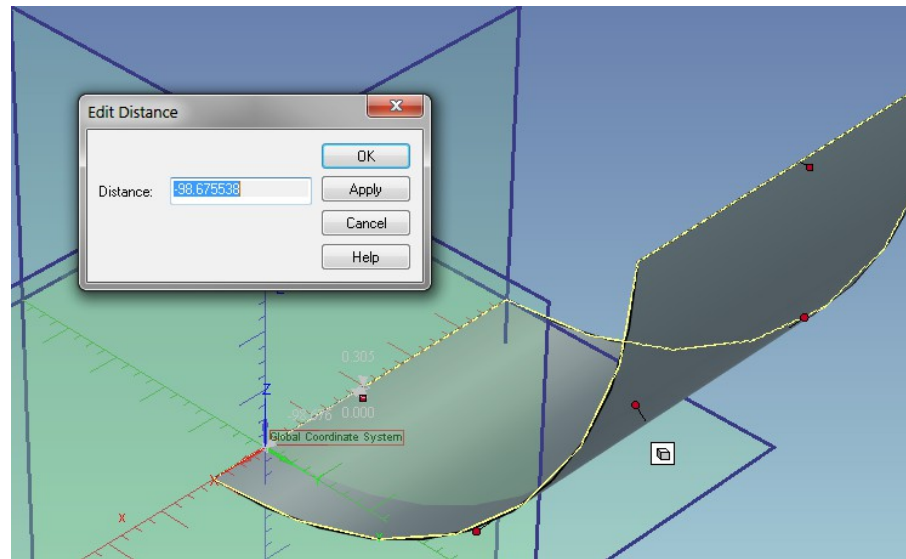 Edit Distance
OK
Distance:
-98.675538
Apply
Cancel
Help
0.305
Z
0.000
Global Coordinate System
X
Y
X